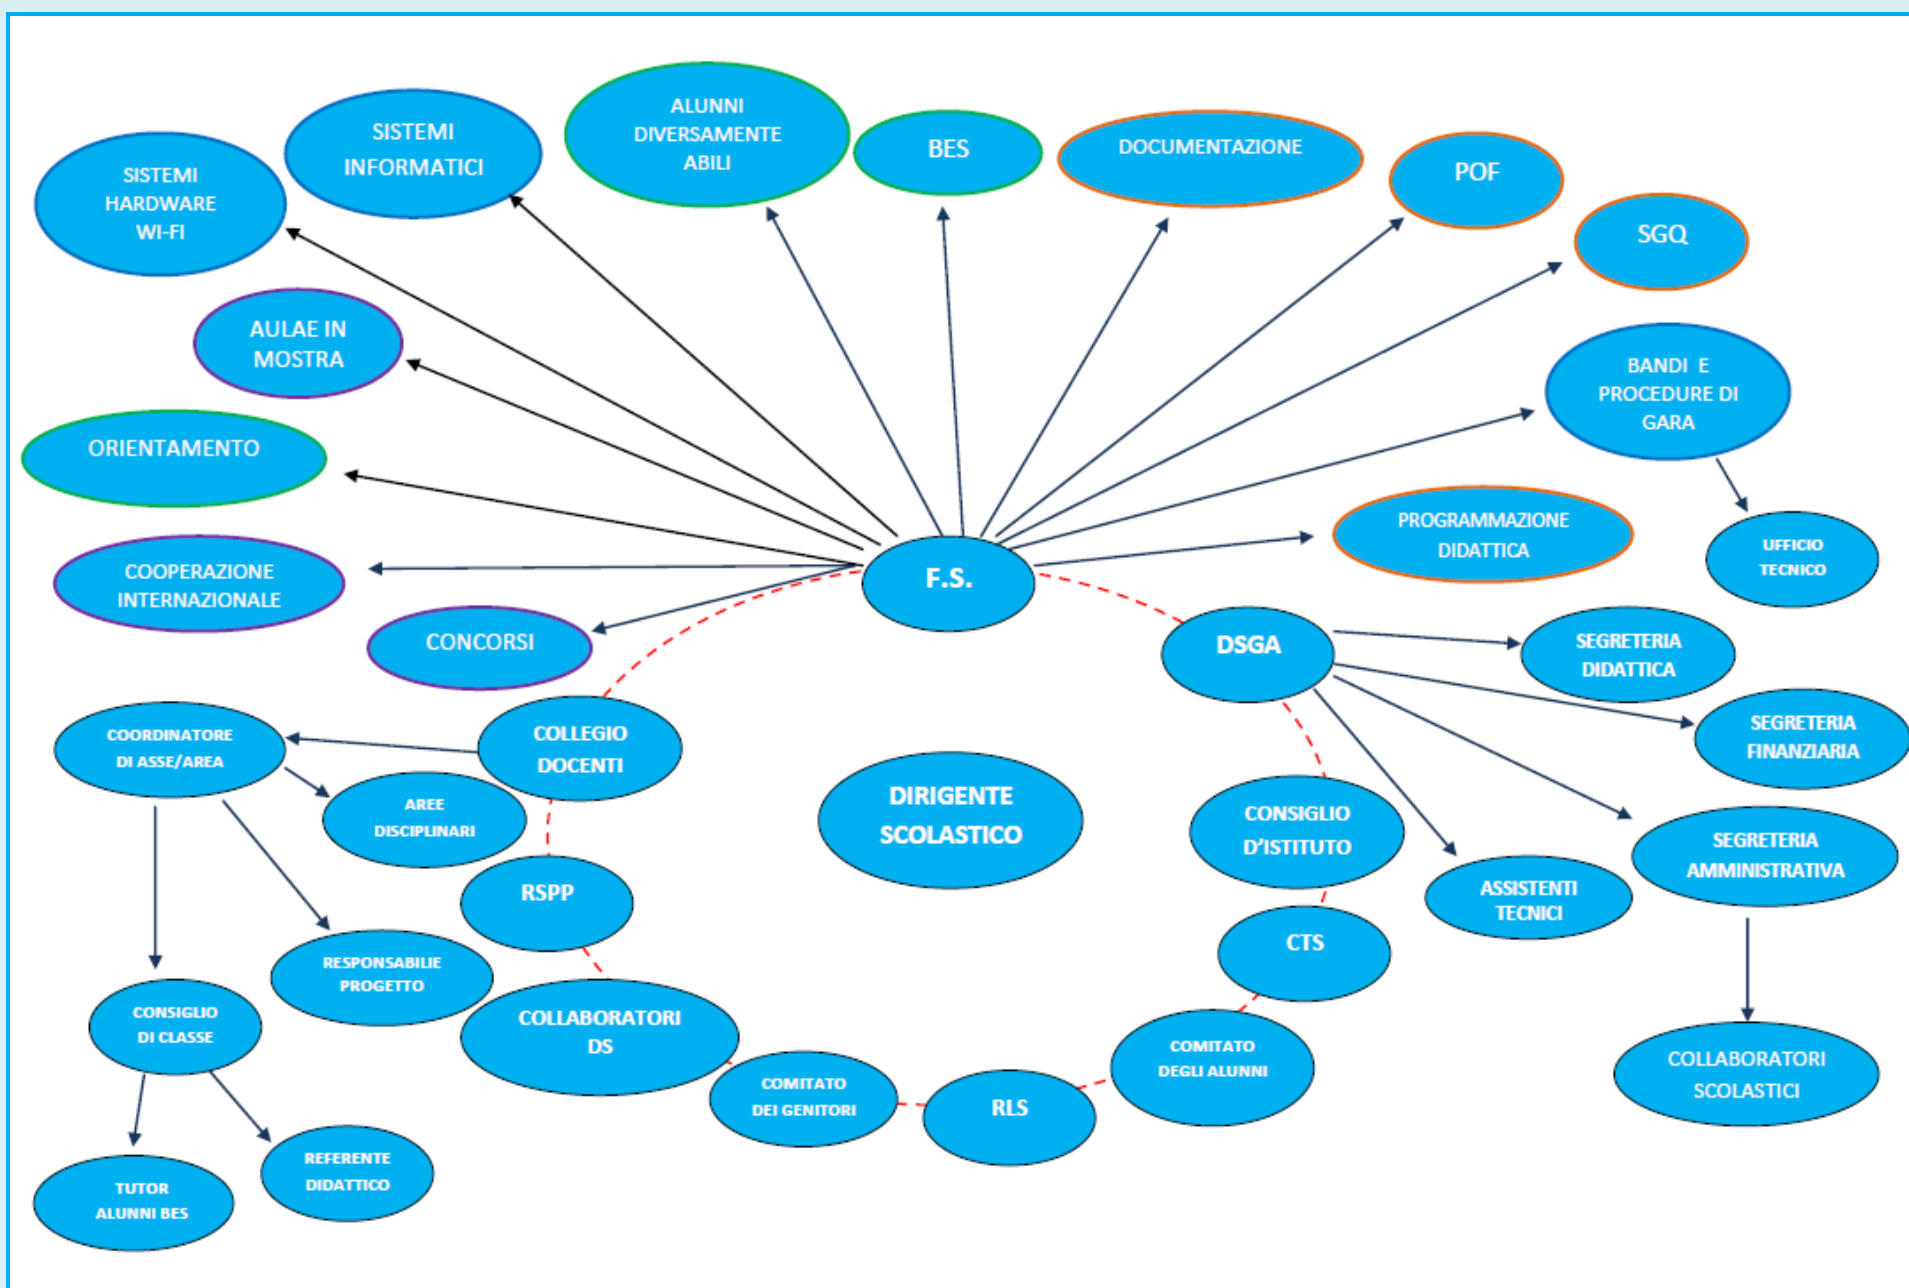 ALUNNI
DIVERSAMENTE
ABILI
SISTEMI
INFORMATICI
BES
DOCUMENTAZIONE
POF
SISTEMI
HARDWARE
WI-FI
SGQ
AULAE IN
MOSTRA
BANDI E
PROCEDURE DI
GARA
ORIENTAMENTO
PROGRAMMAZIONE
DIDATTICA
UFFICIO
TECNICO
COOPERAZIONE
INTERNAZIONALE
F.S.
CONCORSI
DSGA
SEGRETERIA
DIDATTICA
COORDINATORE
DI ASSE/AREA
COLLEGIO
DOCENTI
SEGRETERIA
FINANZIARIA
AREE
DISCIPLINARI
DIRIGENTE
SCOLASTICO
CONSIGLIO
D'ISTITUTO
SEGRETERIA
AMMINISTRATIVA
RSPP
ASSISTENTI
TECNICI
CTS
RESPONSABILIE
PROGETTO
CONSIGLIO
DI CLASSE
COLLABORATORI
DS
COMITATO
DEGLI ALUNNI
COLLABORATORI
SCOLASTICI
COMITATO
DEI GENITORI
RLS
REFERENTE
DIDATTICO
TUTOR
ALUNNI BES